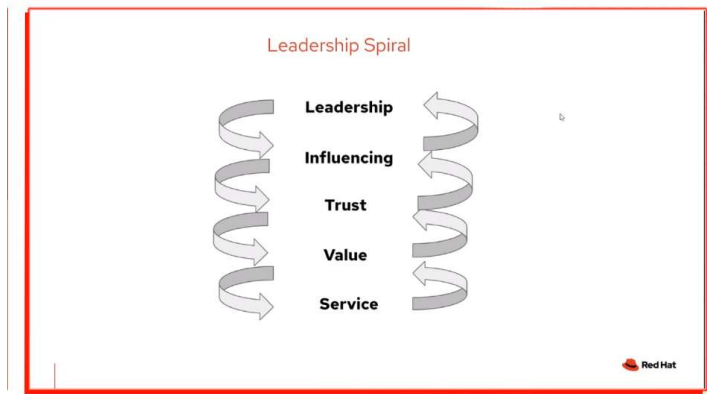 Leadership Spiral
Leadership
Influencing
Trust
Value
Service
Red Hat